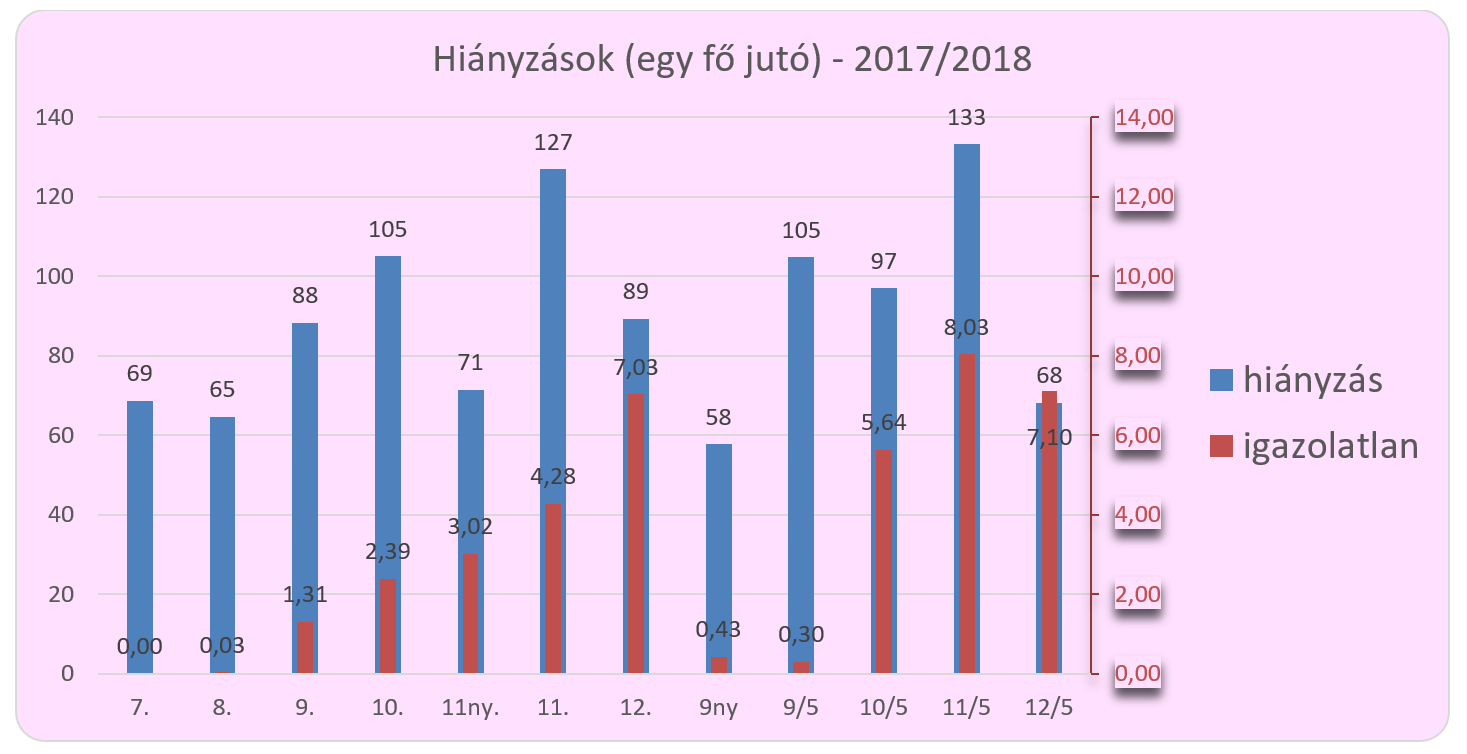 Hiányzások (egy fő jutó) - 2017/2018
140 133 14,00
127
120 12,00
105 105
100 97 10,00
88 89
8,03
80 71 7,03 8,00
69 65 68
58 5,64 7,10
60 6,00
4,28
40 3,02 4,00
2,39
20 1,31 2,00
0,00 0,03 0,43 0,30
0 0,00
7. 8. 9. 10. 11ny. 11. 12. 9ny 9/5 10/5 11/5 12/5
hiányzás
igazolatlan